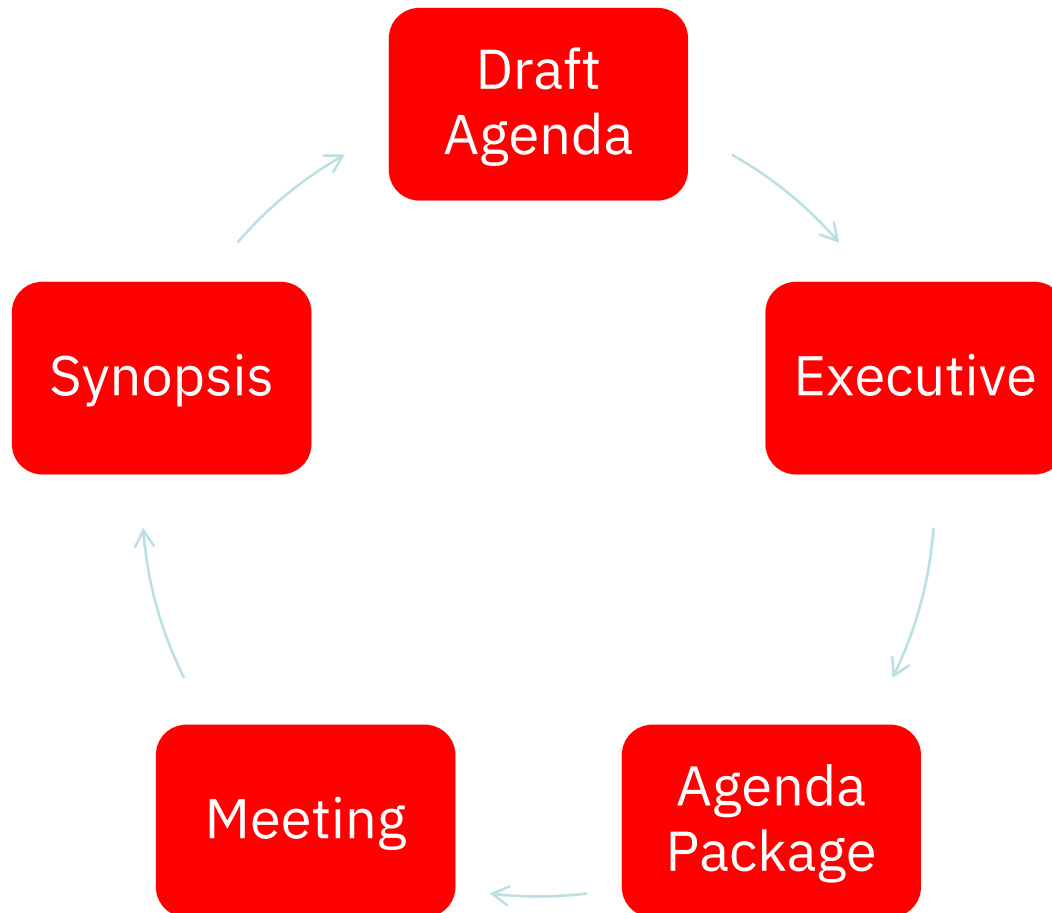 Draft
Agenda
Synopsis
Executive
Meeting
Agenda
Package